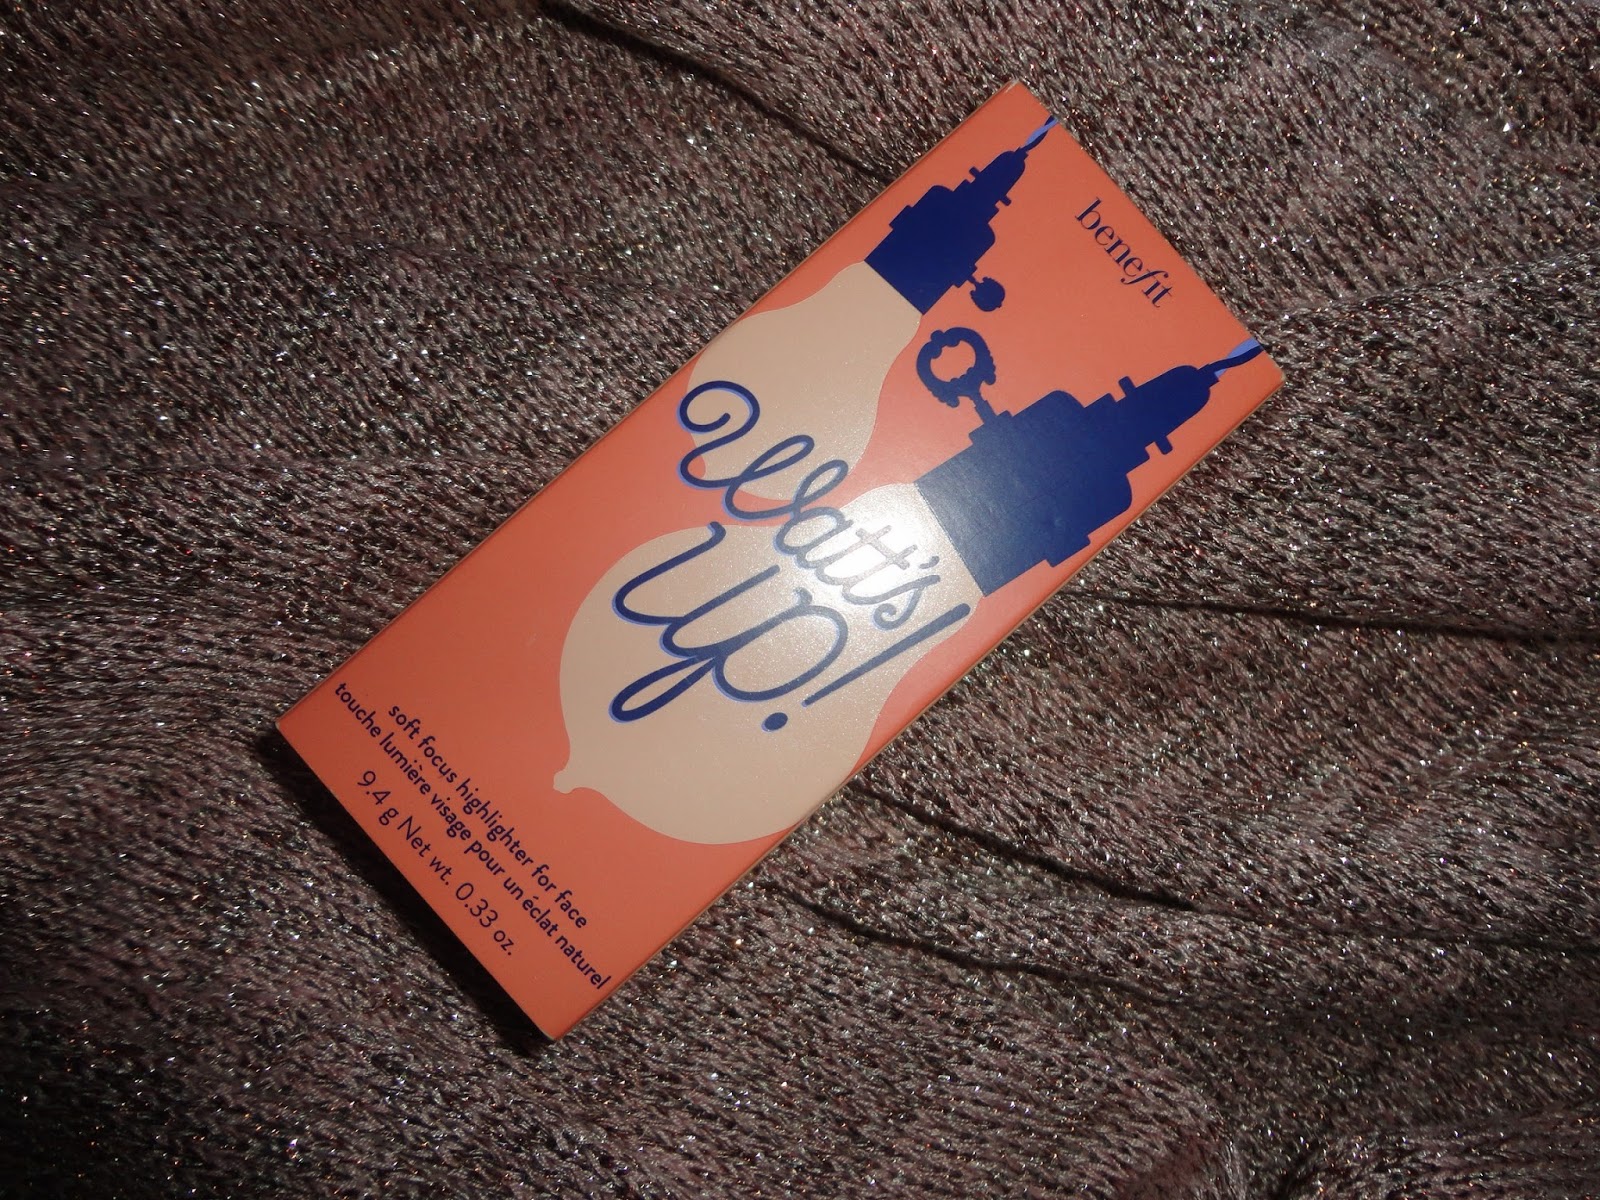 benefit
Watt's
Up!
soft focus highlighter for face
touche lumière visage pour un éclat naturel
9.4 g Net wt. 0.33 oz.